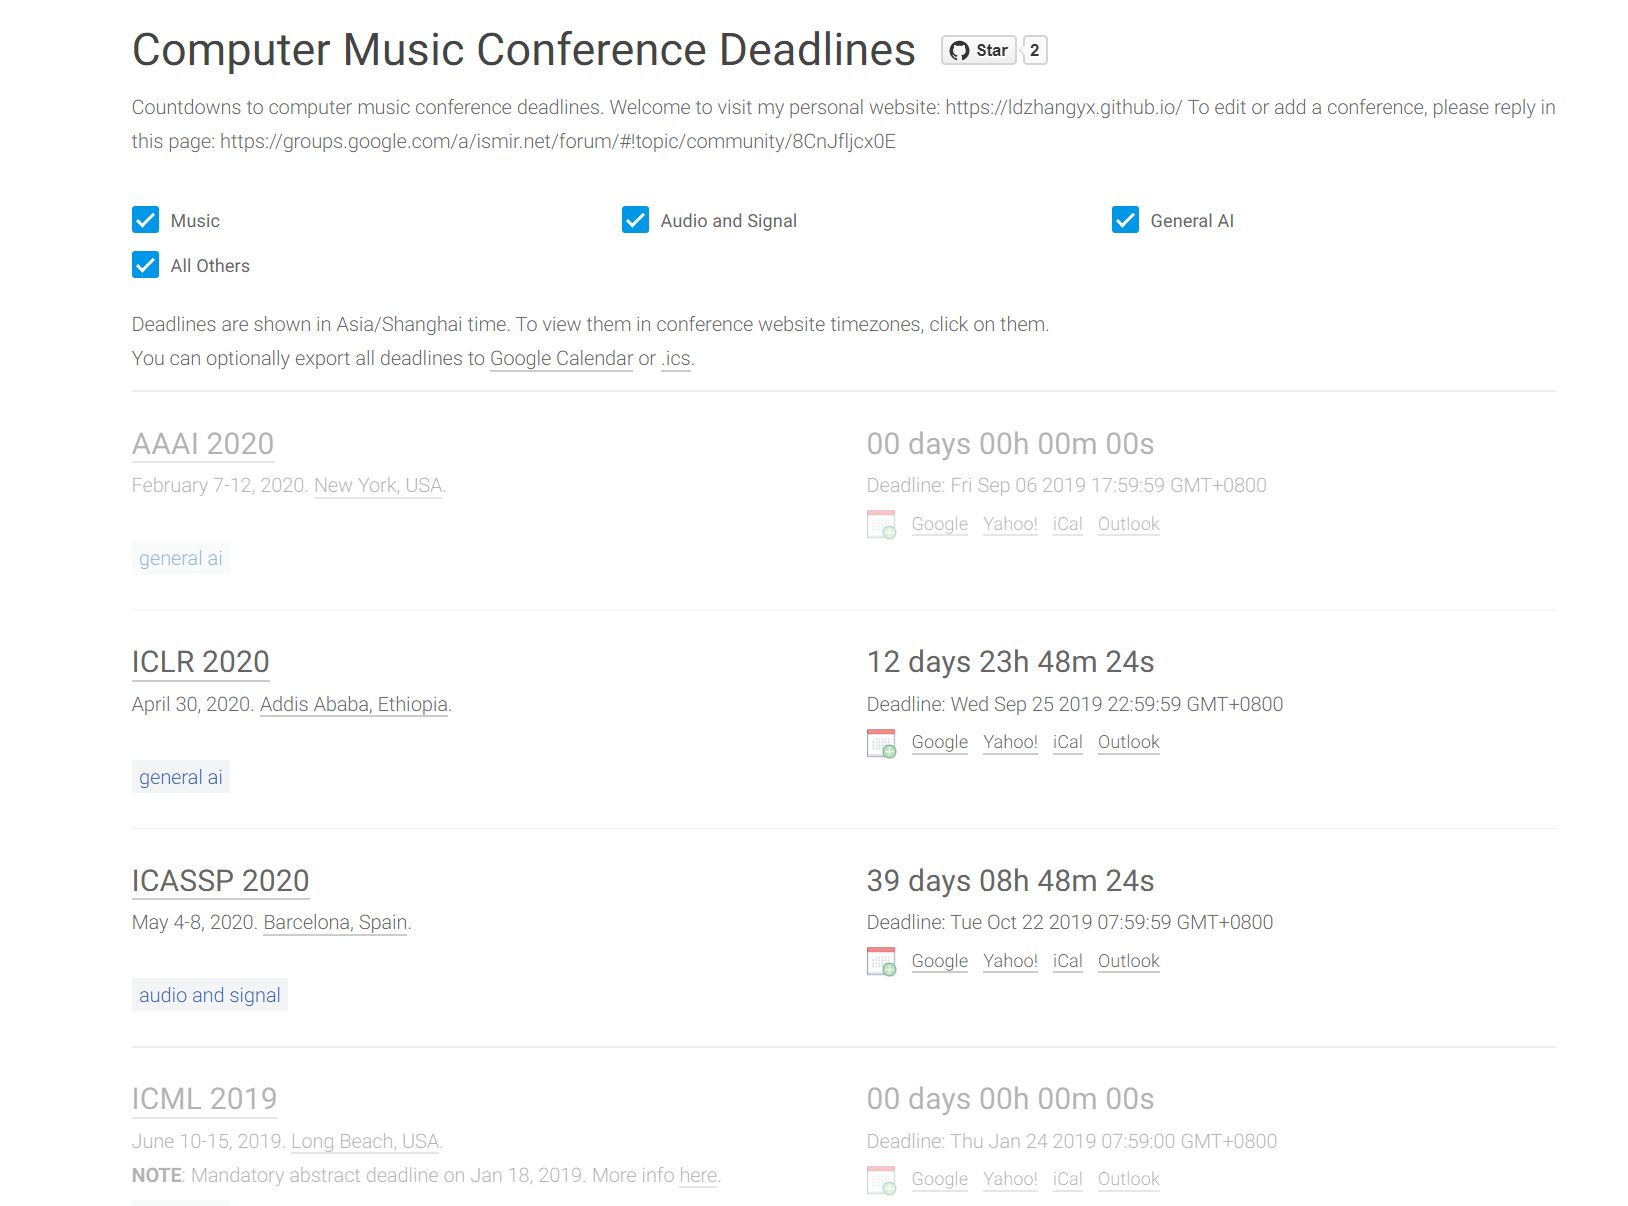 Computer Music Conference Deadlines Star 2
Countdowns to computer music conference deadlines. Welcome to visit my personal website: https://ldzhangyx.github.io/ To edit or add a conference, please reply in
this page: https://groups.google.com/a/ismir.net/forum/#!topic/community/8CnJfljcx0E
Music Audio and Signal General AI
All Others
Deadlines are shown in Asia/Shanghai time. To view them in conference website timezones, click on them.
You can optionally export all deadlines to Google Calendar or .ics.
AAAI 2020 00 days 00h 00m 00s
February 7-12, 2020. New York, USA. Deadline: Fri Sep 06 2019 17:59:59 GMT+0800
Google Yahoo! iCal Outlook
general ai
ICLR 2020 12 days 23h 48m 24s
April 30, 2020. Addis Ababa, Ethiopia. Deadline: Wed Sep 25 2019 22:59:59 GMT+0800
Google Yahoo! iCal Outlook
general ai
ICASSP 2020 39 days 08h 48m 24s
May 4-8, 2020. Barcelona, Spain. Deadline: Tue Oct 22 2019 07:59:59 GMT+0800
Google Yahoo! iCal Outlook
audio and signal
ICML 2019 00 days 00h 00m 00s
June 10-15, 2019. Long Beach, USA. Deadline: Thu Jan 24 2019 07:59:00 GMT+0800
NOTE: Mandatory abstract deadline on Jan 18, 2019. More info here. Google Yahoo! iCal Outlook